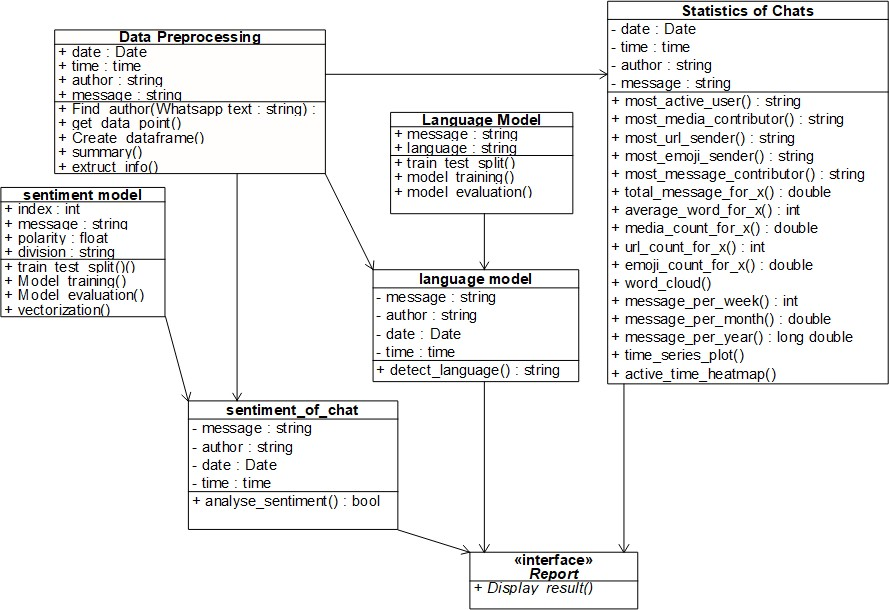 Data Preprocessing
+ date : Date
+ time : time
+ author : string
+ message : string
+ Find_author(Whatsapp text : string) :
+ get_data_point()
+ Create_dataframe()
+ summary()
+ extruct_info()
Statistics of Chats
- date : Date
- time : time
- author : string
- message : string
+ most_active_user() : string
+ most_media_contributor() : string
+ most_url_sender() : string
+ most_emoji_sender() : string
+ most_message_contributor() : string
+ total_message_for_x() : double
+ average_word_for_x() : int
+ media_count_for_x() : double
+ url_count_for_x() : int
+ emoji_count_for_x() : double
+ word_cloud()
+ message_per_week() : int
+ message_per_month() : double
+ message_per_year() : long double
+ time_series_plot()
+ active_time_heatmap()
Language Model
+ message : string
+ language : string
+ train_test_split()
+ model_training()
+ model_evaluation()
sentiment model
+ index : int
+ message : string
+ polarity : float
+ division : string
+ train_test_split()()
+ Model_training()
+ Model_evaluation()
+ vectorization()
language model
- message : string
- author : string
- date : Date
- time : time
+ detect_language() : string
sentiment_of_chat
- message : string
- author : string
- date : Date
- time : time
+ analyse_sentiment() : bool
«interface»
Report
+ Display_result()